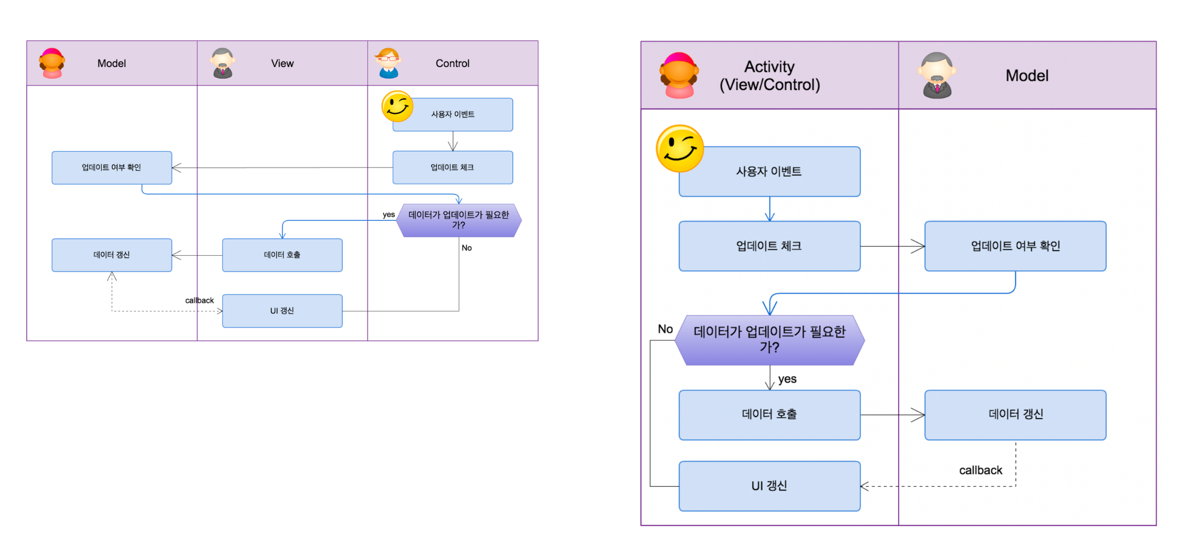 Model
View
Control
사용자 이벤트
업데이트 여부 확인
업데이트 체크
yes
데이터가 업데이트가 필요한
가?
No
데이터 갱신
데이터 호출
callback
UI 갱신
Activity
(View/Control)
Model
사용자 이벤트
업데이트 체크
업데이트 여부 확인
No
데이터가 업데이트가 필요한
가?
yes
데이터 호출
데이터 갱신
callback
UI 갱신